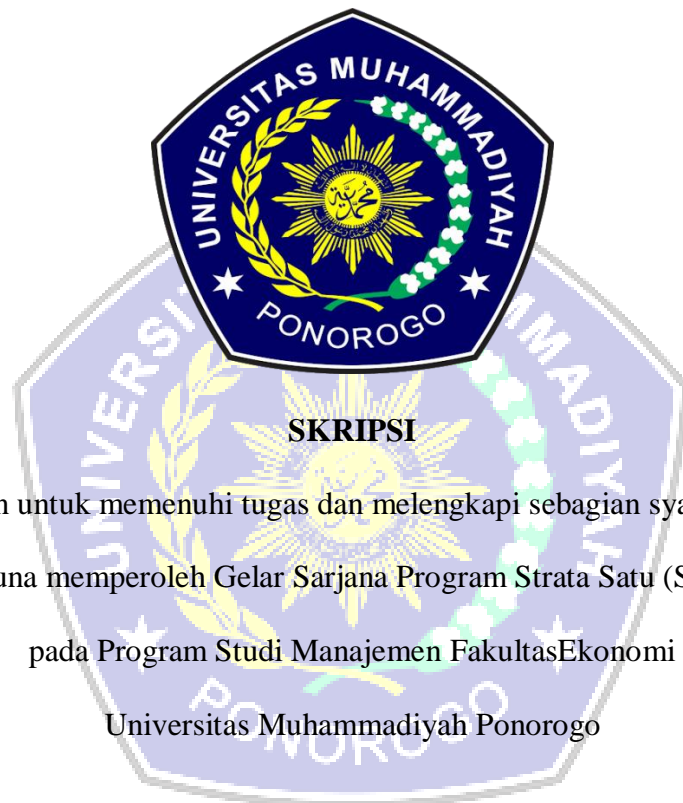 UNIVERSITAS MUHAMMADIYAH
PONOROGO
SKRIPSI
untuk memenuhi tugas dan melengkapi sebagian
memperoleh Gelar Sarjana Program Strata Satu
pada Program Studi Manajemen FakultasEkonomi
Universitas Muhammadiyah Ponorogo